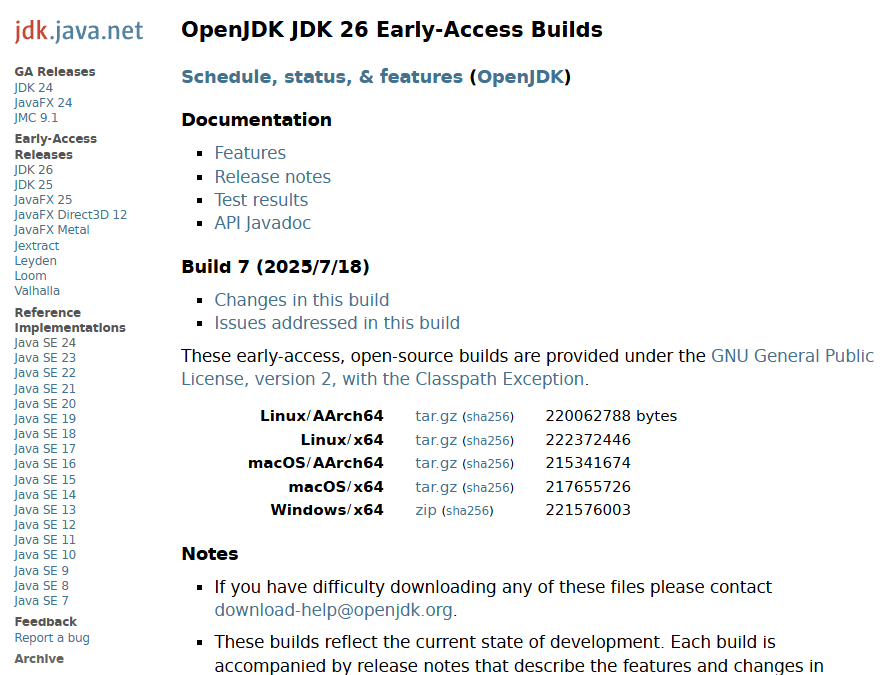 jdk.java.net
GA Releases
JDK 24
JavaFX 24
JMC 9.1
Early-Access
Releases
JDK 26
JDK 25
JavaFX 25
JavaFX Direct3D 12
JavaFX Metal
Jextract
Leyden
Loom
Valhalla
Reference
Implementations
Java SE 24
Java SE 23
Java SE 22
Java SE 21
Java SE 20
Java SE 19
Java SE 18
Java SE 17
Java SE 16
Java SE 15
Java SE 14
Java SE 13
Java SE 12
Java SE 11
Java SE 10
Java SE 9
Java SE 8
Java SE 7
Feedback
Report a bug
Archive
OpenJDK JDK 26 Early-Access Builds
Schedule, status, & features (OpenJDK)
Documentation
Features
Release notes
Test results
API Javadoc
Build 7 (2025/7/18)
Changes in this build
Issues addressed in this build
These early-access, open-source builds are provided under the GNU General Public
License, version 2, with the Classpath Exception.
Linux/AArch64 tar.gz (sha256) 220062788 bytes
Linux/x64 tar.gz (sha256) 222372446
macOS/AArch64 tar.gz (sha256) 215341674
macOS/x64 tar.gz (sha256) 217655726
Windows/x64 zip (sha256) 221576003
Notes
If you have difficulty downloading any of these files please contact
download-help@openjdk.org.
These builds reflect the current state of development. Each build is
accompanied by release notes that describe the features and changes in